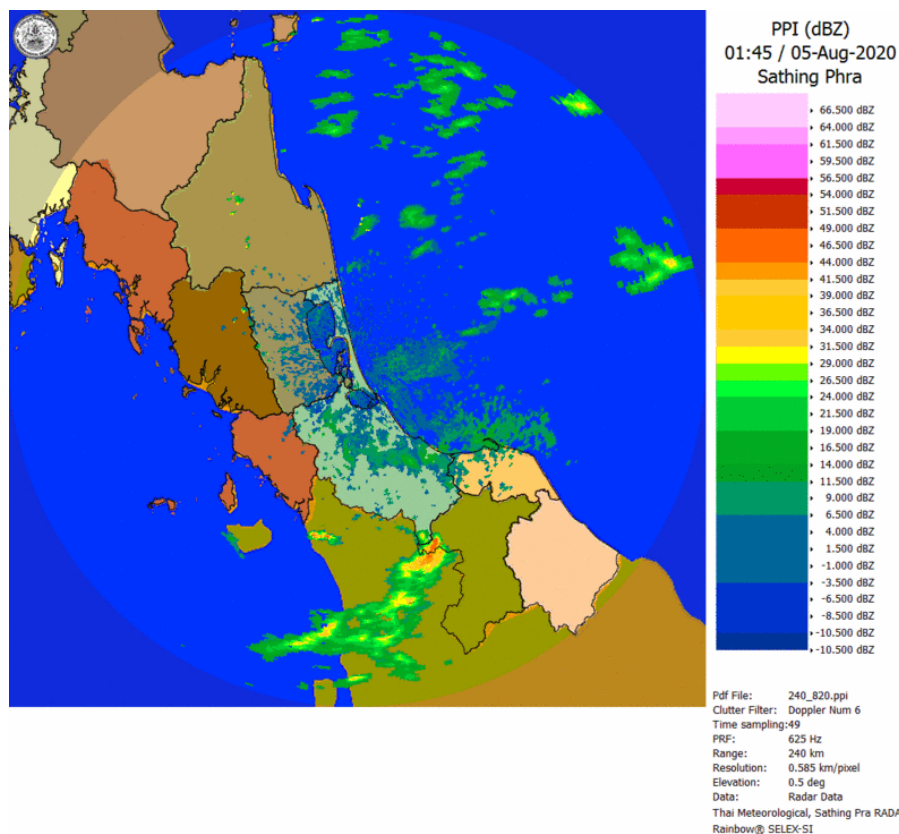 PPI (dBZ)
01:45 / 05-Aug-2020
Sathing Phra
66.500 dBZ
64.000 dBZ
61.500 dBZ
59.500 dBZ
56.500 dBZ
54.000 dBZ
51.500 dBZ
49.000 dBZ
46.500 dBZ
44.000 dBZ
41.500 dBZ
39.000 dBZ
36.500 dBZ
34.000 dBZ
31.500 dBZ
29.000 dBZ
26.500 dBZ
24.000 dBZ
21.500 dBZ
19.000 dBZ
16.500 dBZ
14.000 dBZ
11.500 dBZ
9.000 dBZ
6.500 dBZ
4.000 dBZ
1.500 dBZ
-1.000 dBZ
-3.500 dBZ
-6.500 dBZ
-8.500 dBZ
-10.500 dBZ
-10.500 dBZ
Pdf File: 240_820.ppi
Clutter Filter: Doppler Num 6
Time sampling:49
PRF: 625 Hz
Range: 240 km
Resolution: 0.585 km/pixel
Elevation: 0.5 deg
Data: Radar Data
Thai Meteorological, Sathing Pra RADA
Rainbow® SELEX-SI